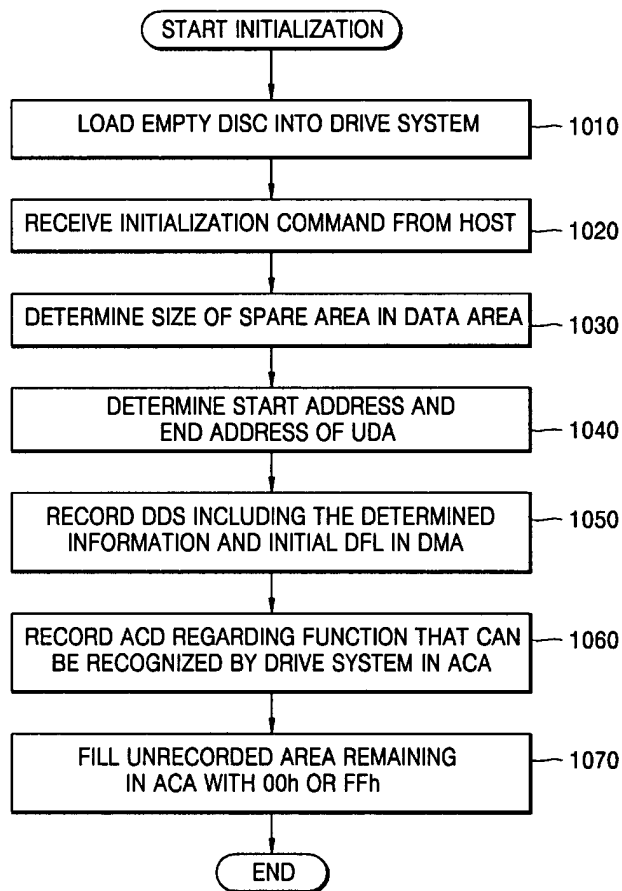 START INITIALIZATION
LOAD EMPTY DISC INTO DRIVE SYSTEM
1010
RECEIVE INITIALIZATION COMMAND FROM HOST
1020
DETERMINE SIZE OF SPARE AREA IN DATA AREA
1030
DETERMINE START ADDRESS AND
END ADDRESS OF UDA
1040
RECORD DDS INCLUDING THE DETERMINED
INFORMATION AND INITIAL DFL IN DMA
1050
RECORD ACD REGARDING FUNCTION THAT CAN
BE RECOGNIZED BY DRIVE SYSTEM IN ACA
1060
FILL UNRECORDED AREA REMAINING
IN ACA WITH 00h OR FFh
1070
END